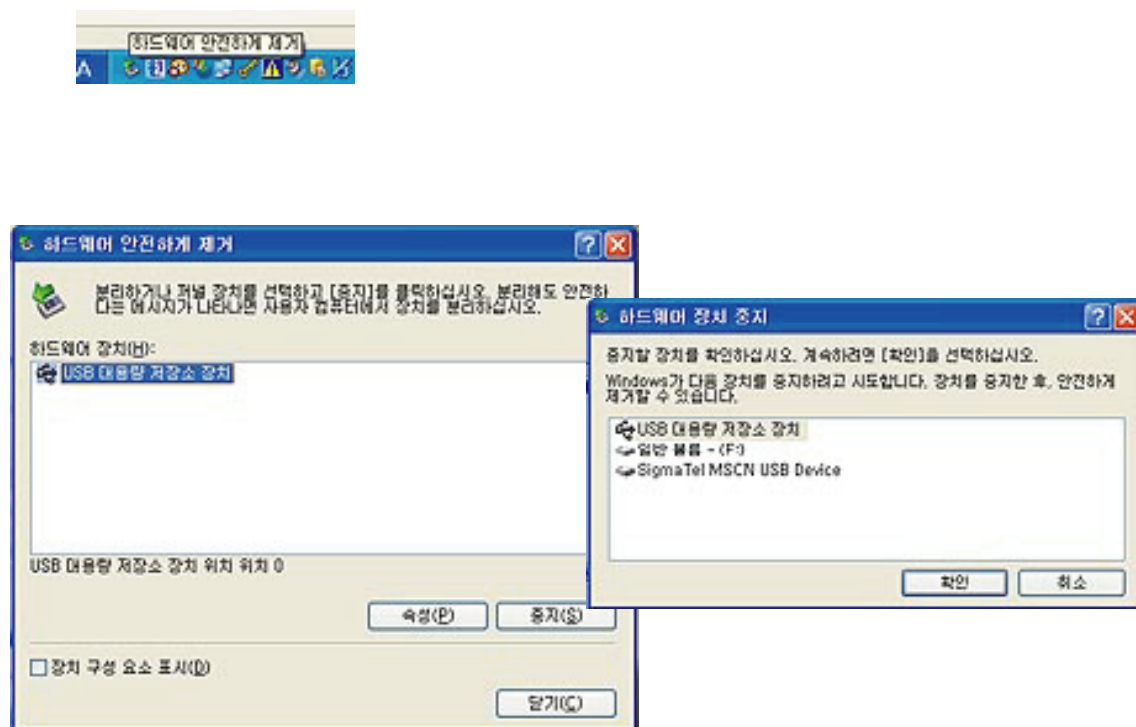 하드웨어 안전하게 제거
하드웨어 안전하게 제거
분리하거나 꺼낼 장치를 선택하고 [중지]를 클릭하십시오. 분리해도 안전하
다는 메시지가 나타나면 사용자 컴퓨터에서 장치를 분리하십시오.
하드웨어 장치(H):
USB 대용량 저장소 장치
USB 대용량 저장소 장치 위치 위치 0
속성(P)
중지(S)
장치 구성 요소 표시(D)
닫기(C)
하드웨어 장치 중지
중지할 장치를 확인하십시오. 계속하려면 [확인]을 선택하십시오.
Windows가 다음 장치를 중지하려고 시도합니다. 장치를 중지한 후, 안전하게
제거할 수 있습니다.
USB 대용량 저장소 장치
일반 볼륨 - (F:)
SigmaTel MSCN USB Device
확인
취소